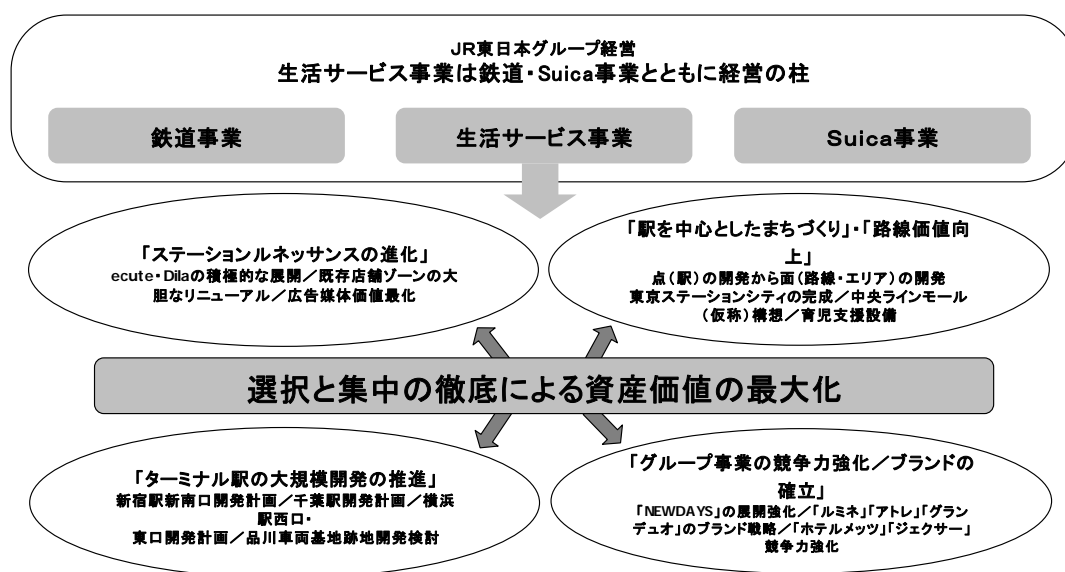 JR東日本グループ経営
生活サービス事業は鉄道・Suica事業とともに経営の柱
鉄道事業
生活サービス事業
Suica事業
「ステーションルネッサンスの進化」
ecute・Dilaの積極的な展開／既存店舗ゾーンの大
胆なリニューアル／広告媒体価値最化
「駅を中心としたまちづくり」・「路線価値向
上」
点（駅）の開発から面（路線・エリア）の開発
東京ステーションシティの完成／中央ラインモール
（仮称）構想／育児支援設備
選択と集中の徹底による資産価値の最大化
「ターミナル駅の大規模開発の推進」
新宿駅新南口開発計画／千葉駅開発計画／横浜
駅西口・
東口開発計画／品川車両基地跡地開発検討
「グループ事業の競争力強化／ブランドの
確立」
「NEWDAYS」の展開強化／「ルミネ」「アトレ」「グラン
デュオ」のブランド戦略／「ホテルメッツ」「ジェクサー」
競争力強化